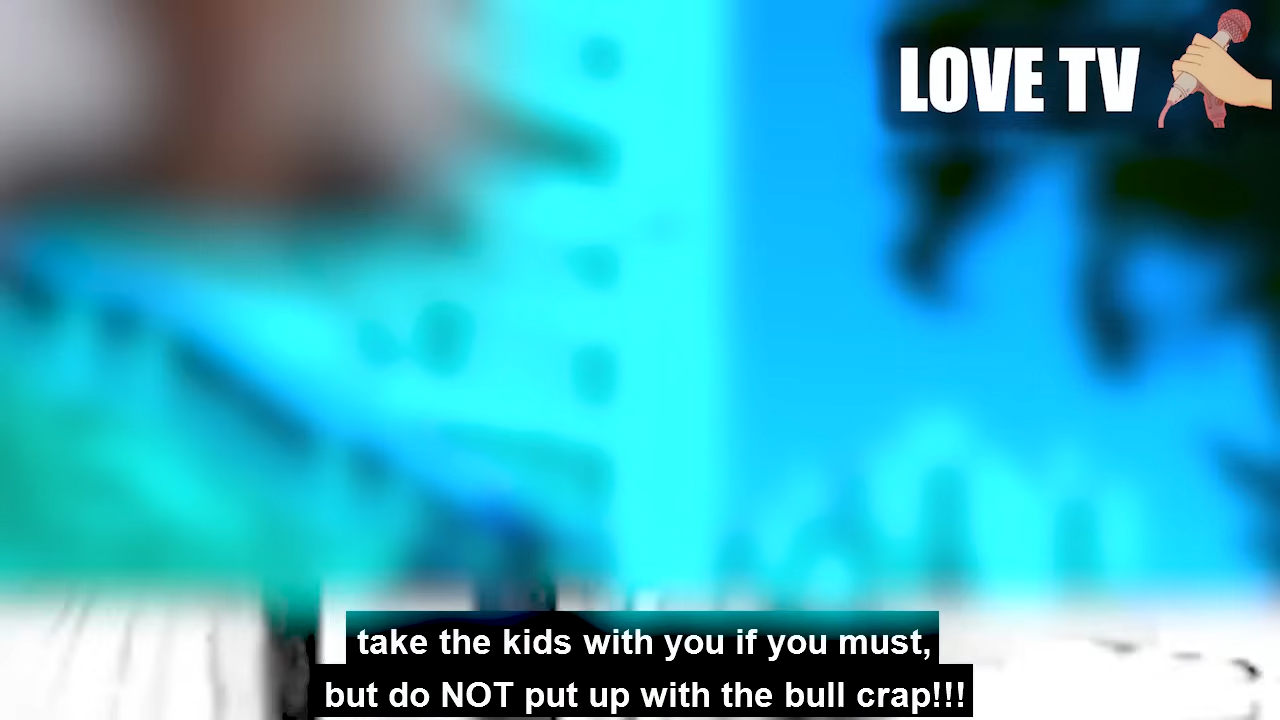 LOVE TV
take the kids with you if you must,
but do NOT put up with the bull crap!!!